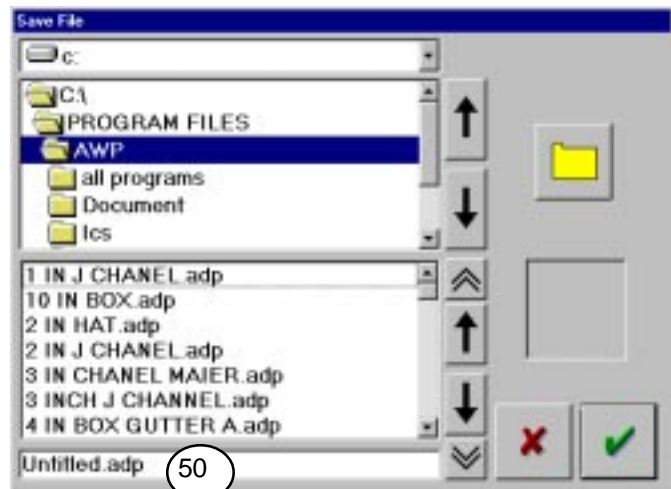 Save File
c:
C:\
PROGRAM FILES
AWP
all programs
Document
Ics
1 IN J CHANEL.adp
10 IN BOX.adp
2 IN HAT.adp
2 IN J CHANEL.adp
3 IN CHANEL MAIER.adp
3 INCH J CHANNEL.adp
4 IN BOX GUTTER A.adp
Untitled.adp 50